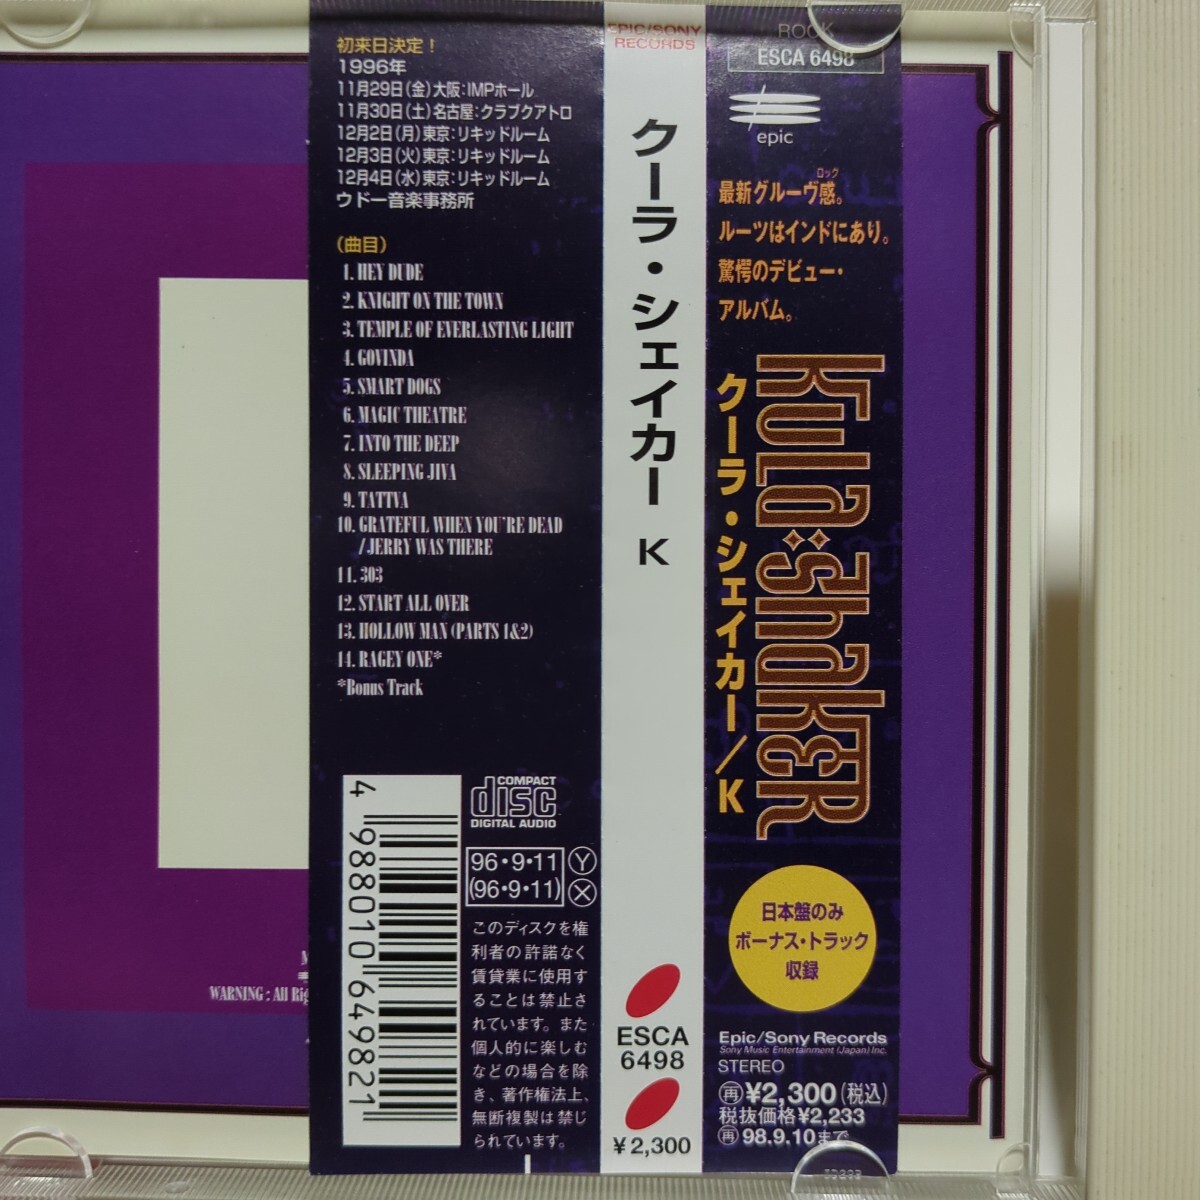 初来日決定！
1996年
11月29日(金)大阪:IMPホール
11月30日(土)名古屋:クラブクアトロ
12月2日(月)東京:リキッドルーム
12月3日(火)東京:リキッドルーム
12月4日(水)東京:リキッドルーム
ウドー音楽事務所
(曲目)
1. HEY DUDE
2. KNIGHT ON THE TOWN
3. TEMPLE OF EVERLASTING LIGHT
4. GOVINDA
5. SMART DOGS
6. MAGIC THEATRE
7. INTO THE DEEP
8. SLEEPING JIVA
9. TATTVA
10. GRATEFUL WHEN YOU'RE DEAD
/JERRY WAS THERE
11. 303
12. START ALL OVER
13. HOLLOW MAN (PARTS 1&2)
14. RAGEY ONE*
*Bonus Track
4 988010 649821
COMPACT
disc
DIGITAL AUDIO
96・9・11 Y
(96・9・11) X
このディスクを権
利者の許諾なく
賃貸業に使用す
ることは禁止さ
れています。また
個人的に楽しむ
などの場合を除
き、著作権法上、
無断複製は禁じ
られています。
WARNING : All Rig
EPIC/SONY
RECORDS
クーラ・シェイカー K
ESCA
6498
¥2,300
ROCK
ESCA 6498
epic
ロック
最新グルーヴ感。
ルーツはインドにあり。
驚愕のデビュー・
アルバム。
KULA:SHAKER
クーラ・シェイカー／K
日本盤のみ
ボーナス・トラック
収録
Epic/Sony Records
Sony Music Entertainment (Japan) Inc.
STEREO
再¥2,300(税込)
税抜価格¥2,233
再98.9.10まで